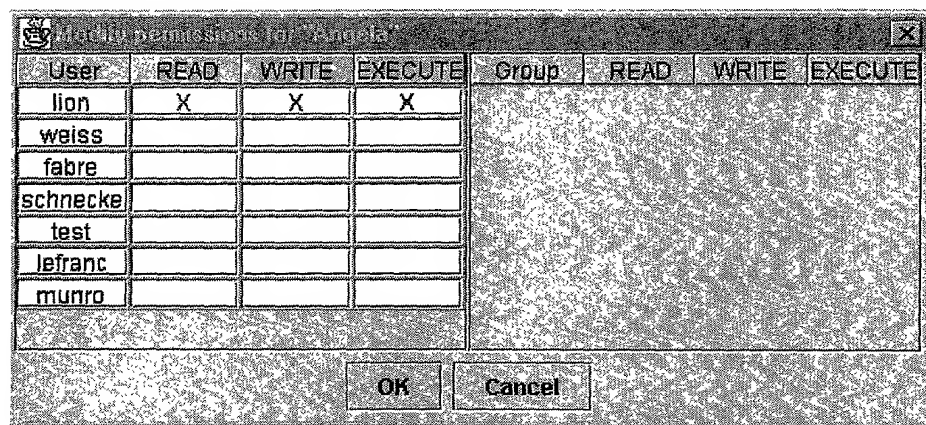 Modify Permissions for "Angela"
User READ WRITE EXECUTE Group READ WRITE EXECUTE
lion X X X
weiss
fabre
schnecke
test
lefranc
munro
OK Cancel